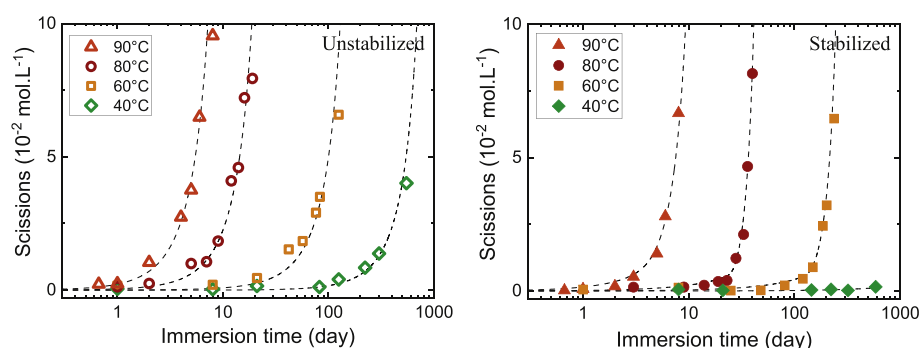 10
5
0
Scissions (10⁻² mol.L⁻¹)
90°C
80°C
60°C
40°C
Unstabilized
1
10
100
1000
Immersion time (day)
10
5
0
Scissions (10⁻² mol.L⁻¹)
90°C
80°C
60°C
40°C
Stabilized
1
10
100
1000
Immersion time (day)